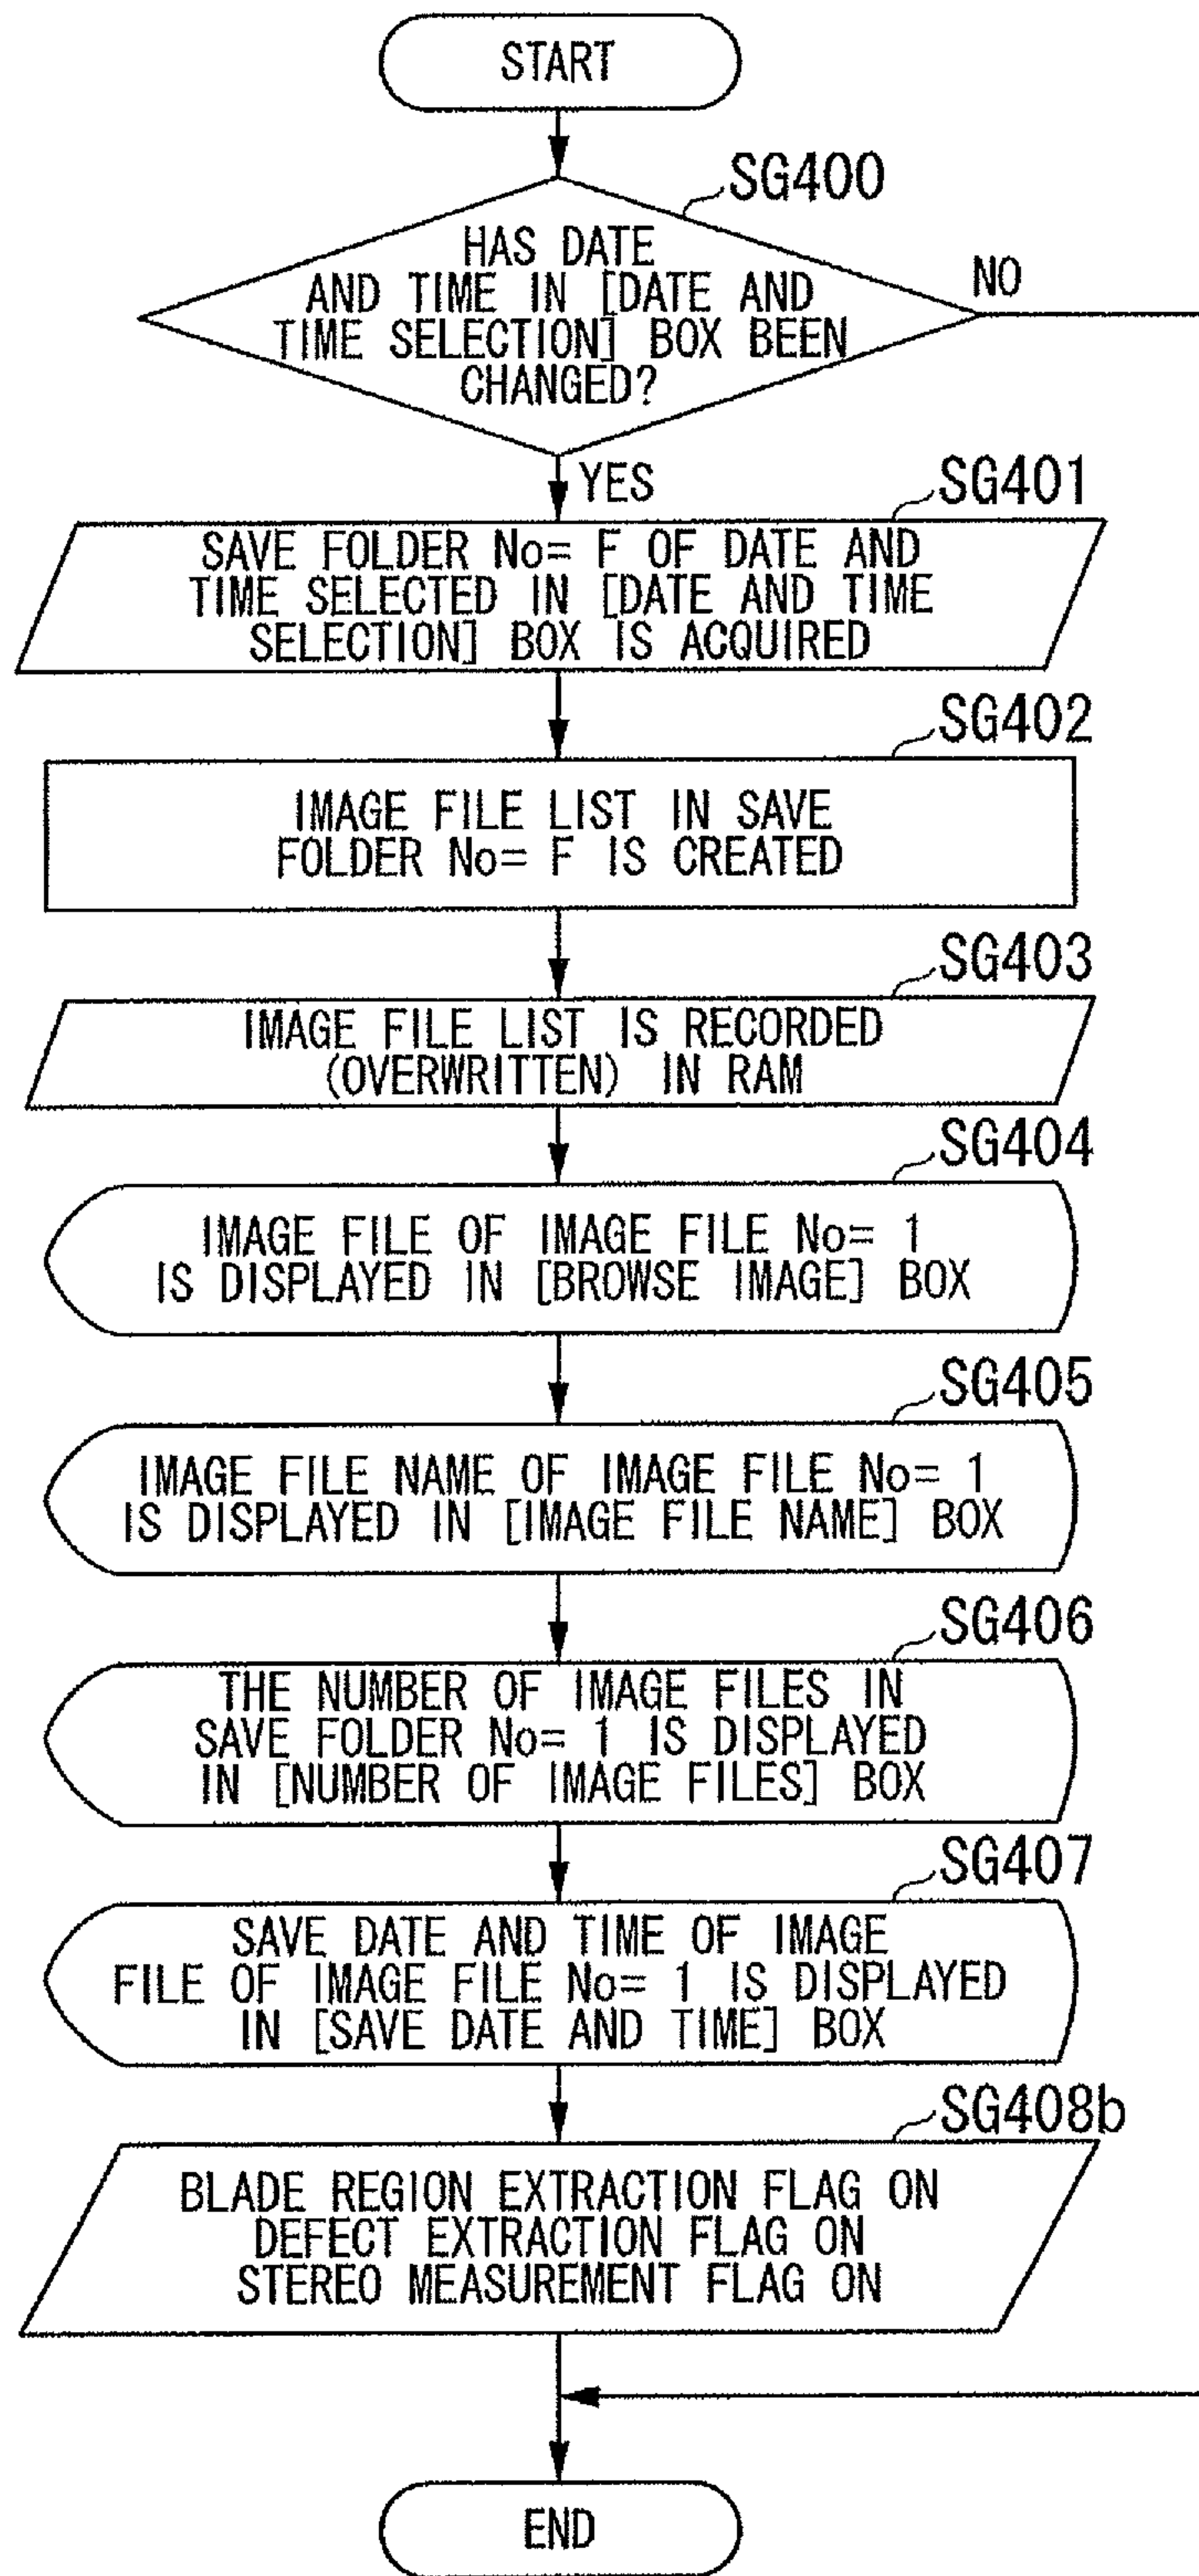 START
SG400
HAS DATE
AND TIME IN [DATE AND
TIME SELECTION] BOX BEEN
CHANGED?
NO
YES
SG401
SAVE FOLDER No= F OF DATE AND
TIME SELECTED IN [DATE AND TIME
SELECTION] BOX IS ACQUIRED
SG402
IMAGE FILE LIST IN SAVE
FOLDER No= F IS CREATED
SG403
IMAGE FILE LIST IS RECORDED
(OVERWRITTEN) IN RAM
SG404
IMAGE FILE OF IMAGE FILE No= 1
IS DISPLAYED IN [BROWSE IMAGE] BOX
SG405
IMAGE FILE NAME OF IMAGE FILE No= 1
IS DISPLAYED IN [IMAGE FILE NAME] BOX
SG406
THE NUMBER OF IMAGE FILES IN
SAVE FOLDER No= 1 IS DISPLAYED
IN [NUMBER OF IMAGE FILES] BOX
SG407
SAVE DATE AND TIME OF IMAGE
FILE OF IMAGE FILE No= 1 IS DISPLAYED
IN [SAVE DATE AND TIME] BOX
SG408b
BLADE REGION EXTRACTION FLAG ON
DEFECT EXTRACTION FLAG ON
STEREO MEASUREMENT FLAG ON
END